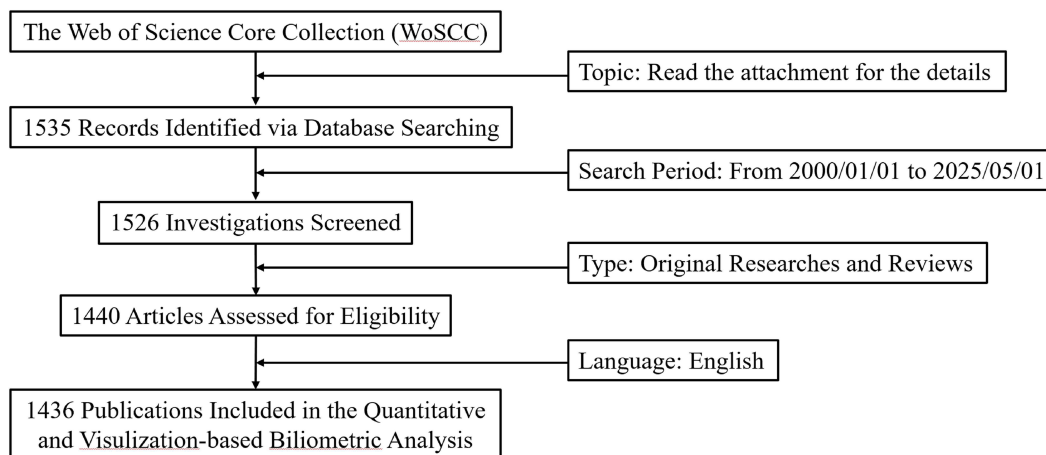 The Web of Science Core Collection (WoSCC)
Topic: Read the attachment for the details
1535 Records Identified via Database Searching
Search Period: From 2000/01/01 to 2025/05/01
1526 Investigations Screened
Type: Original Researches and Reviews
1440 Articles Assessed for Eligibility
Language: English
1436 Publications Included in the Quantitative
and Visulization-based Biliometric Analysis